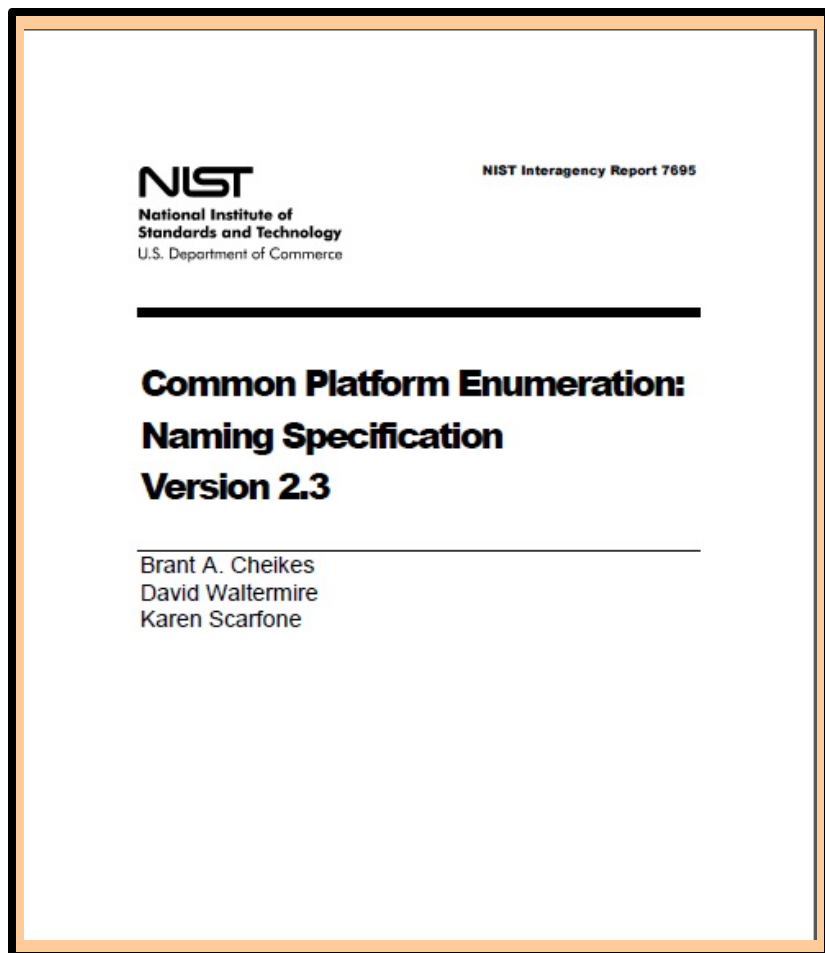 NIST
NIST Interagency Report 7695
National Institute of
Standards and Technology
U.S. Department of Commerce
Common Platform Enumeration:
Naming Specification
Version 2.3
Brant A. Cheikes
David Waltermire
Karen Scarfone